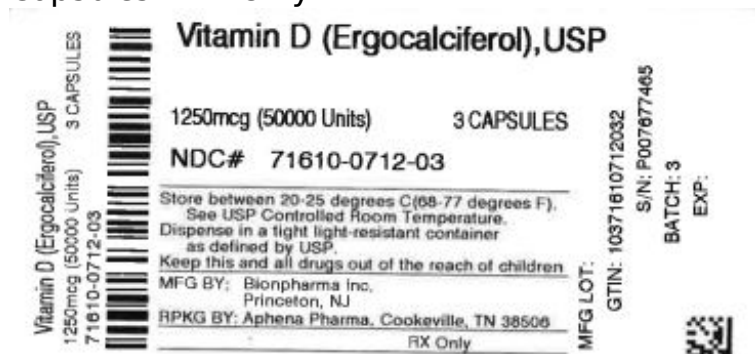 Vitamin D (Ergocalciferol),USP
1250mcg (50000 Units) 3 CAPSULES
NDC# 71610-0712-03
Store between 20-25 degrees C(68-77 degrees F).
See USP Controlled Room Temperature.
Dispense in a tight light-resistant container
as defined by USP.
Keep this and all drugs out of the reach of children
MFG BY: Bionpharma Inc.
Princeton, NJ
RPKG BY: Aphena Pharma, Cookeville, TN 38506
RX Only
Vitamin D (Ergocalciferol),USP 3 CAPSULES
1250mcg (50000 Units)
71610-0712-03
MFG LOT:
GTIN: 10371610712032
S/N: P007677465
BATCH: 3
EXP: